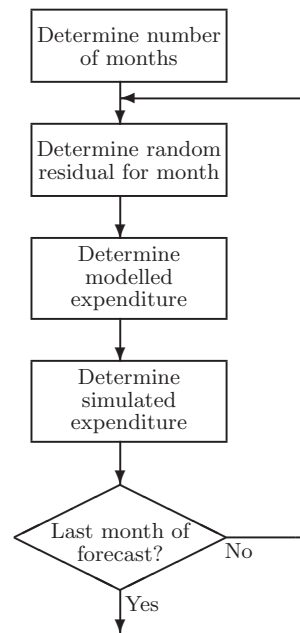 Determine number
of months
Determine random
residual for month
Determine
modelled
expenditure
Determine
simulated
expenditure
Last month of
forecast?
No
Yes